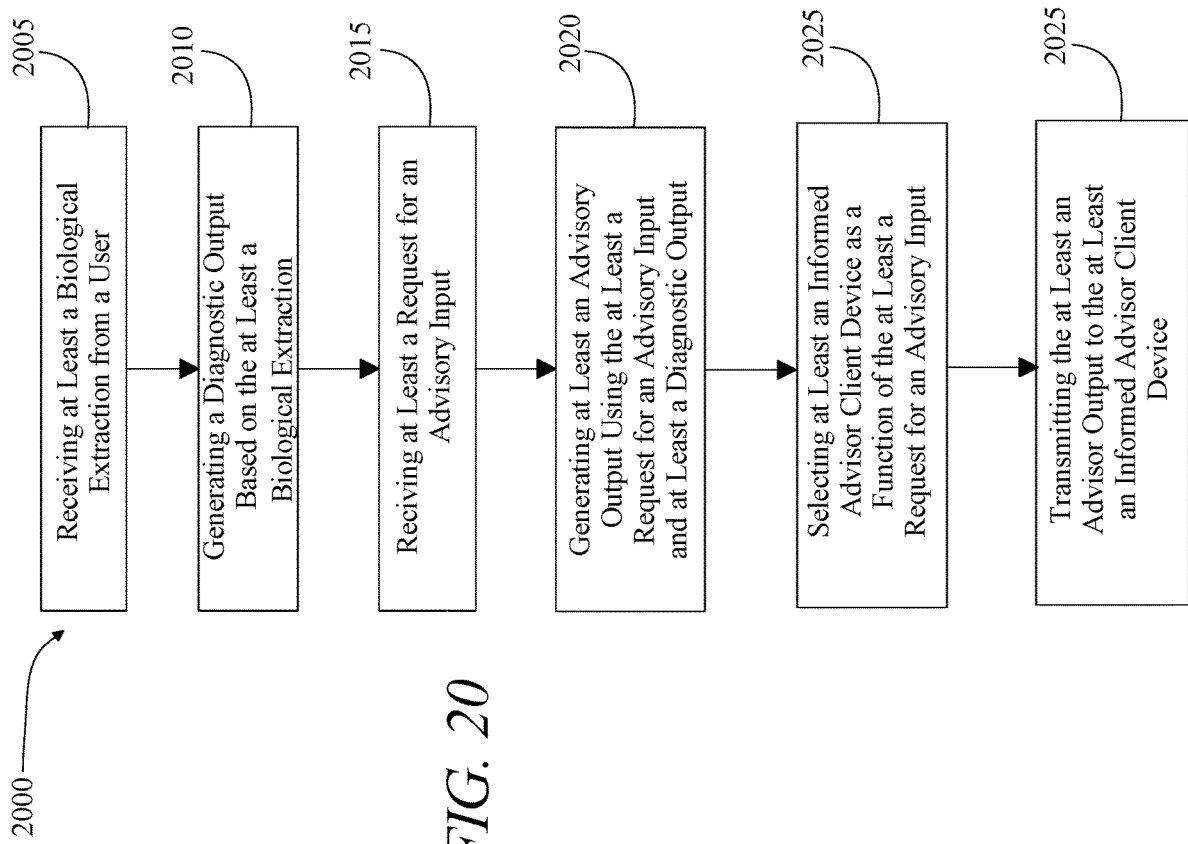 2000
2005
Receiving at Least a Biological
Extraction from a User
2010
Generating a Diagnostic Output
Based on the at Least a
Biological Extraction
2015
Reciving at Least a Request for an
Advisory Input
2020
Generating at Least an Advisory
Output Using the at Least a
Request for an Advisory Input
and at Least a Diagnostic Output
2025
Selecting at Least an Informed
Advisor Client Device as a
Function of the at Least a
Request for an Advisory Input
2025
Transmitting the at Least an
Advisor Output to the at Least
an Informed Advisor Client
Device
FIG. 20